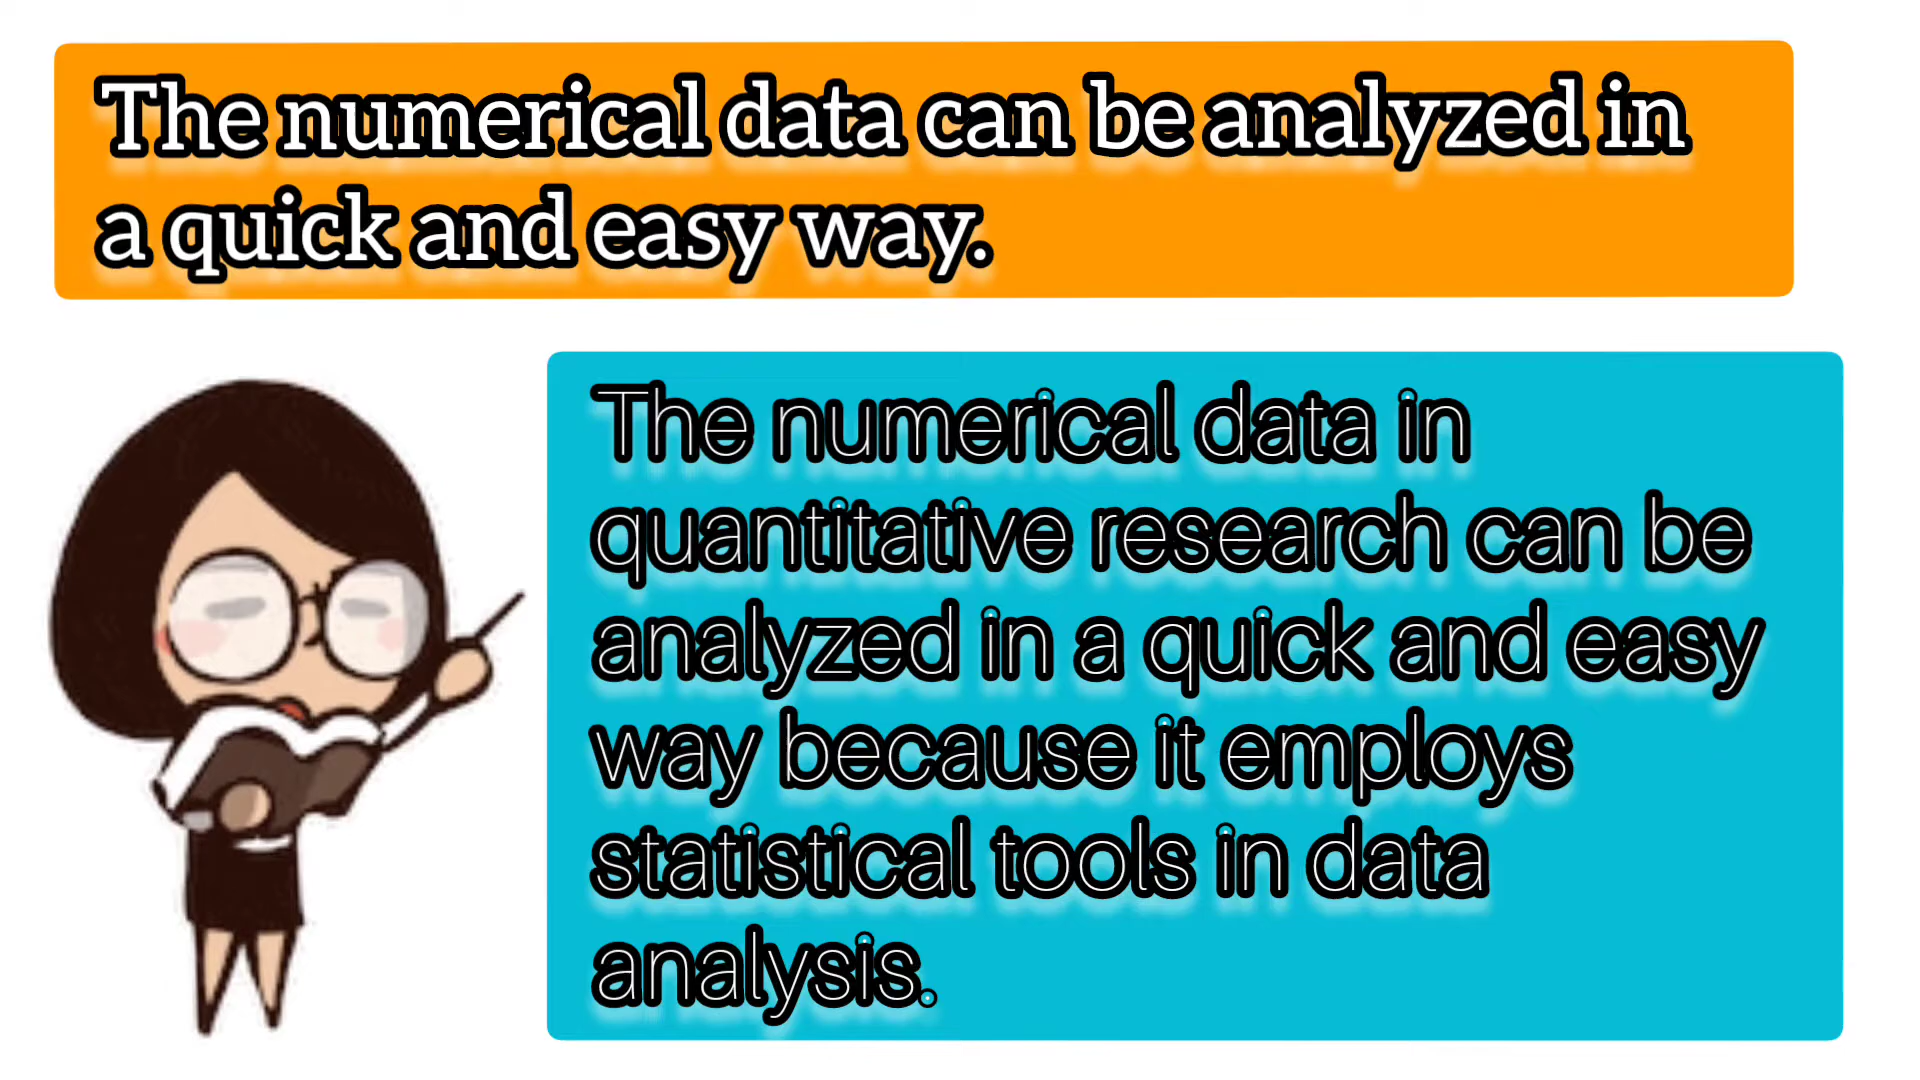 The numerical data can be analyzed in
a quick and easy way.
The numerical data in
quantitative research can be
analyzed in a quick and easy
way because it employs
statistical tools in data
analysis.